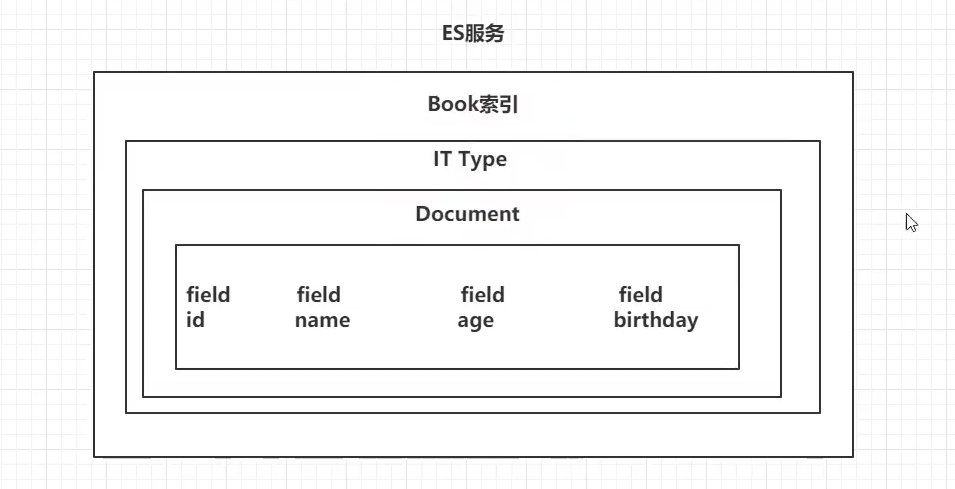 ES服务
Book索引
IT Type
Document
field field field field
id name age birthday